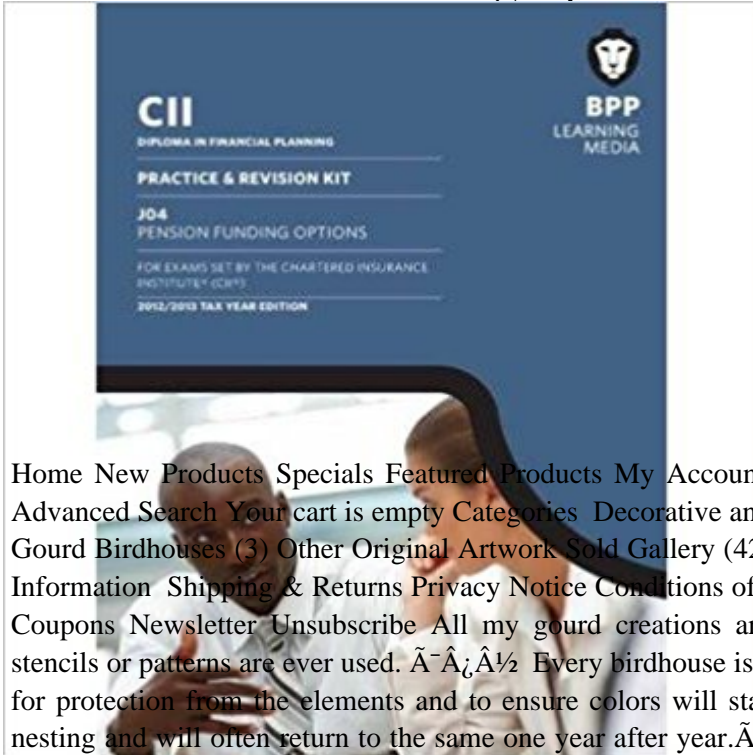 CII
DIPLOMA IN FINANCIAL PLANNING
PRACTICE & REVISION KIT
J04
PENSION FUNDING OPTIONS
FOR EXAMS SET BY THE CHARTERED INSURANCE
INSTITUTE* (CII*)
2012/2013 TAX YEAR EDITION
BPP
LEARNING
MEDIA
Home New Products Specials Featured Products My Accoun
Advanced Search Your cart is empty Categories Decorative an
Gourd Birdhouses (3) Other Original Artwork Sold Gallery (42
Information Shipping & Returns Privacy Notice Conditions of
Coupons Newsletter Unsubscribe All my gourd creations ar
stencils or patterns are ever used. Ã¯Â¿Â½ Every birdhouse is
for protection from the elements and to ensure colors will sta
nesting and will often return to the same one year after year.Ã